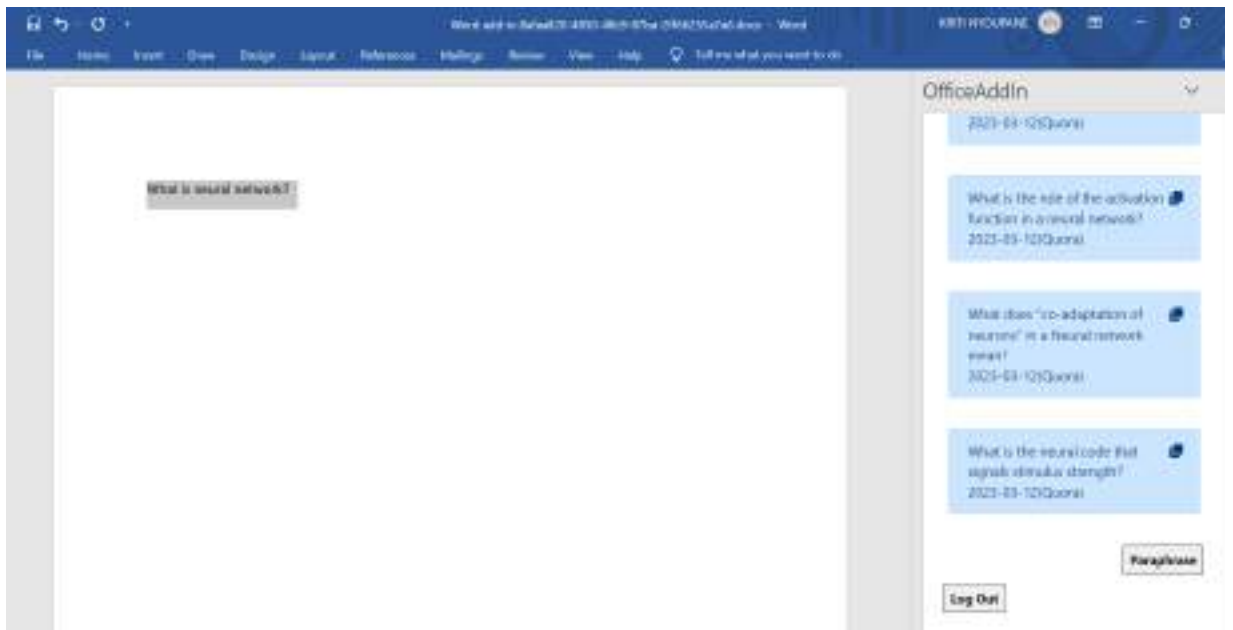 Word
File Home Insert Draw Design Layout References Mailings Review View Help Tell me what you want to do
OfficeAddIn
2023-03-12(Quora)
What is neural network?
What is the role of the activation
function in a neural network?
2023-03-12(Quora)
What does "co-adaptation of
neurons" in a Neural network
mean?
2023-03-12(Quora)
What is the neural code that
signals stimulus strength?
2023-03-12(Quora)
Paraphrase
Log Out